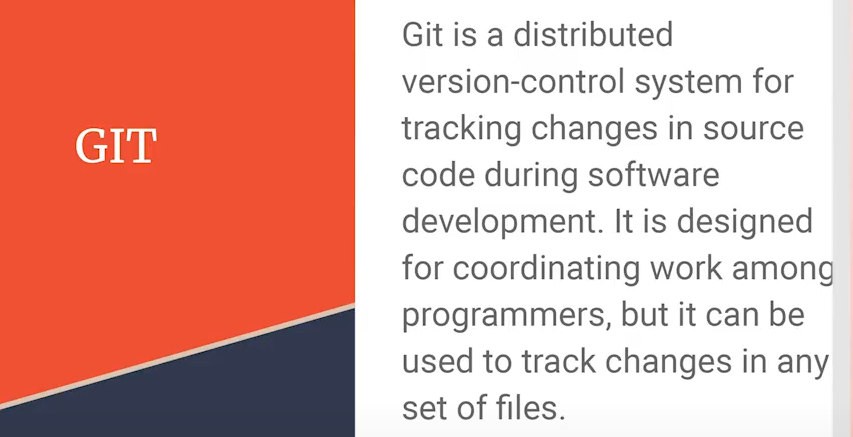 GIT
Git is a distributed
version-control system for
tracking changes in source
code during software
development. It is designed
for coordinating work among
programmers, but it can be
used to track changes in any
set of files.